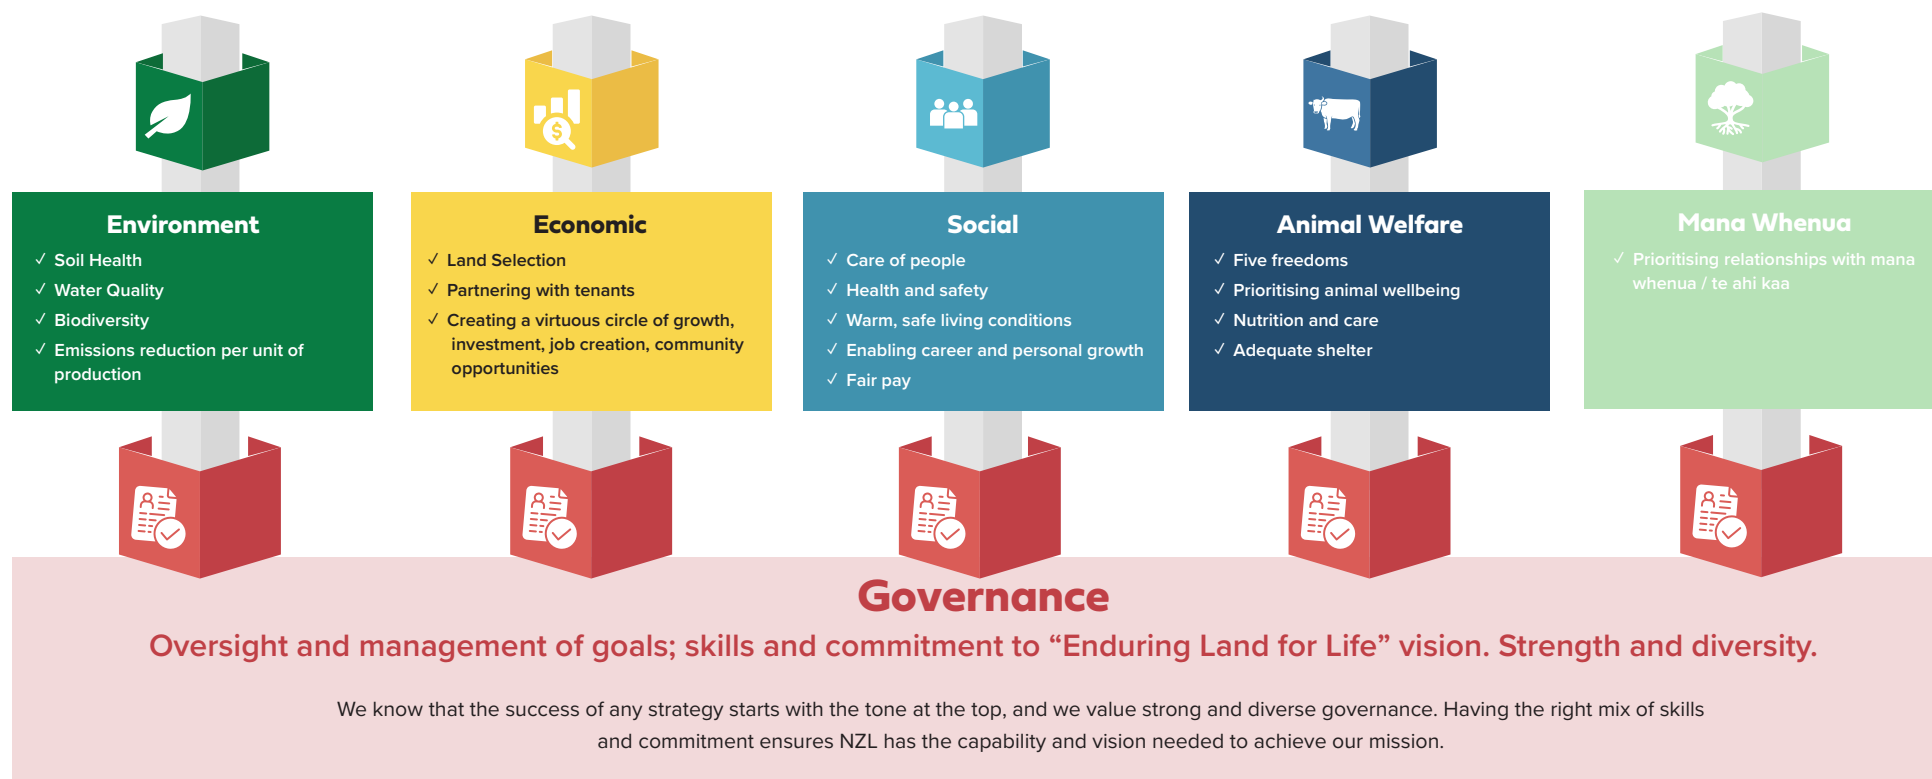 Environment
✓ Soil Health
✓ Water Quality
✓ Biodiversity
✓ Emissions reduction per unit of
production
Economic
✓ Land Selection
✓ Partnering with tenants
✓ Creating a virtuous circle of growth,
investment, job creation, community
opportunities
Social
✓ Care of people
✓ Health and safety
✓ Warm, safe living conditions
✓ Enabling career and personal growth
✓ Fair pay
Animal Welfare
✓ Five freedoms
✓ Prioritising animal wellbeing
✓ Nutrition and care
✓ Adequate shelter
Mana Whenua
✓ Prioritising relationships with mana
whenua / te ahi kaa
Governance
Oversight and management of goals; skills and commitment to “Enduring Land for Life” vision. Strength and diversity.
We know that the success of any strategy starts with the tone at the top, and we value strong and diverse governance. Having the right mix of skills
and commitment ensures NZL has the capability and vision needed to achieve our mission.